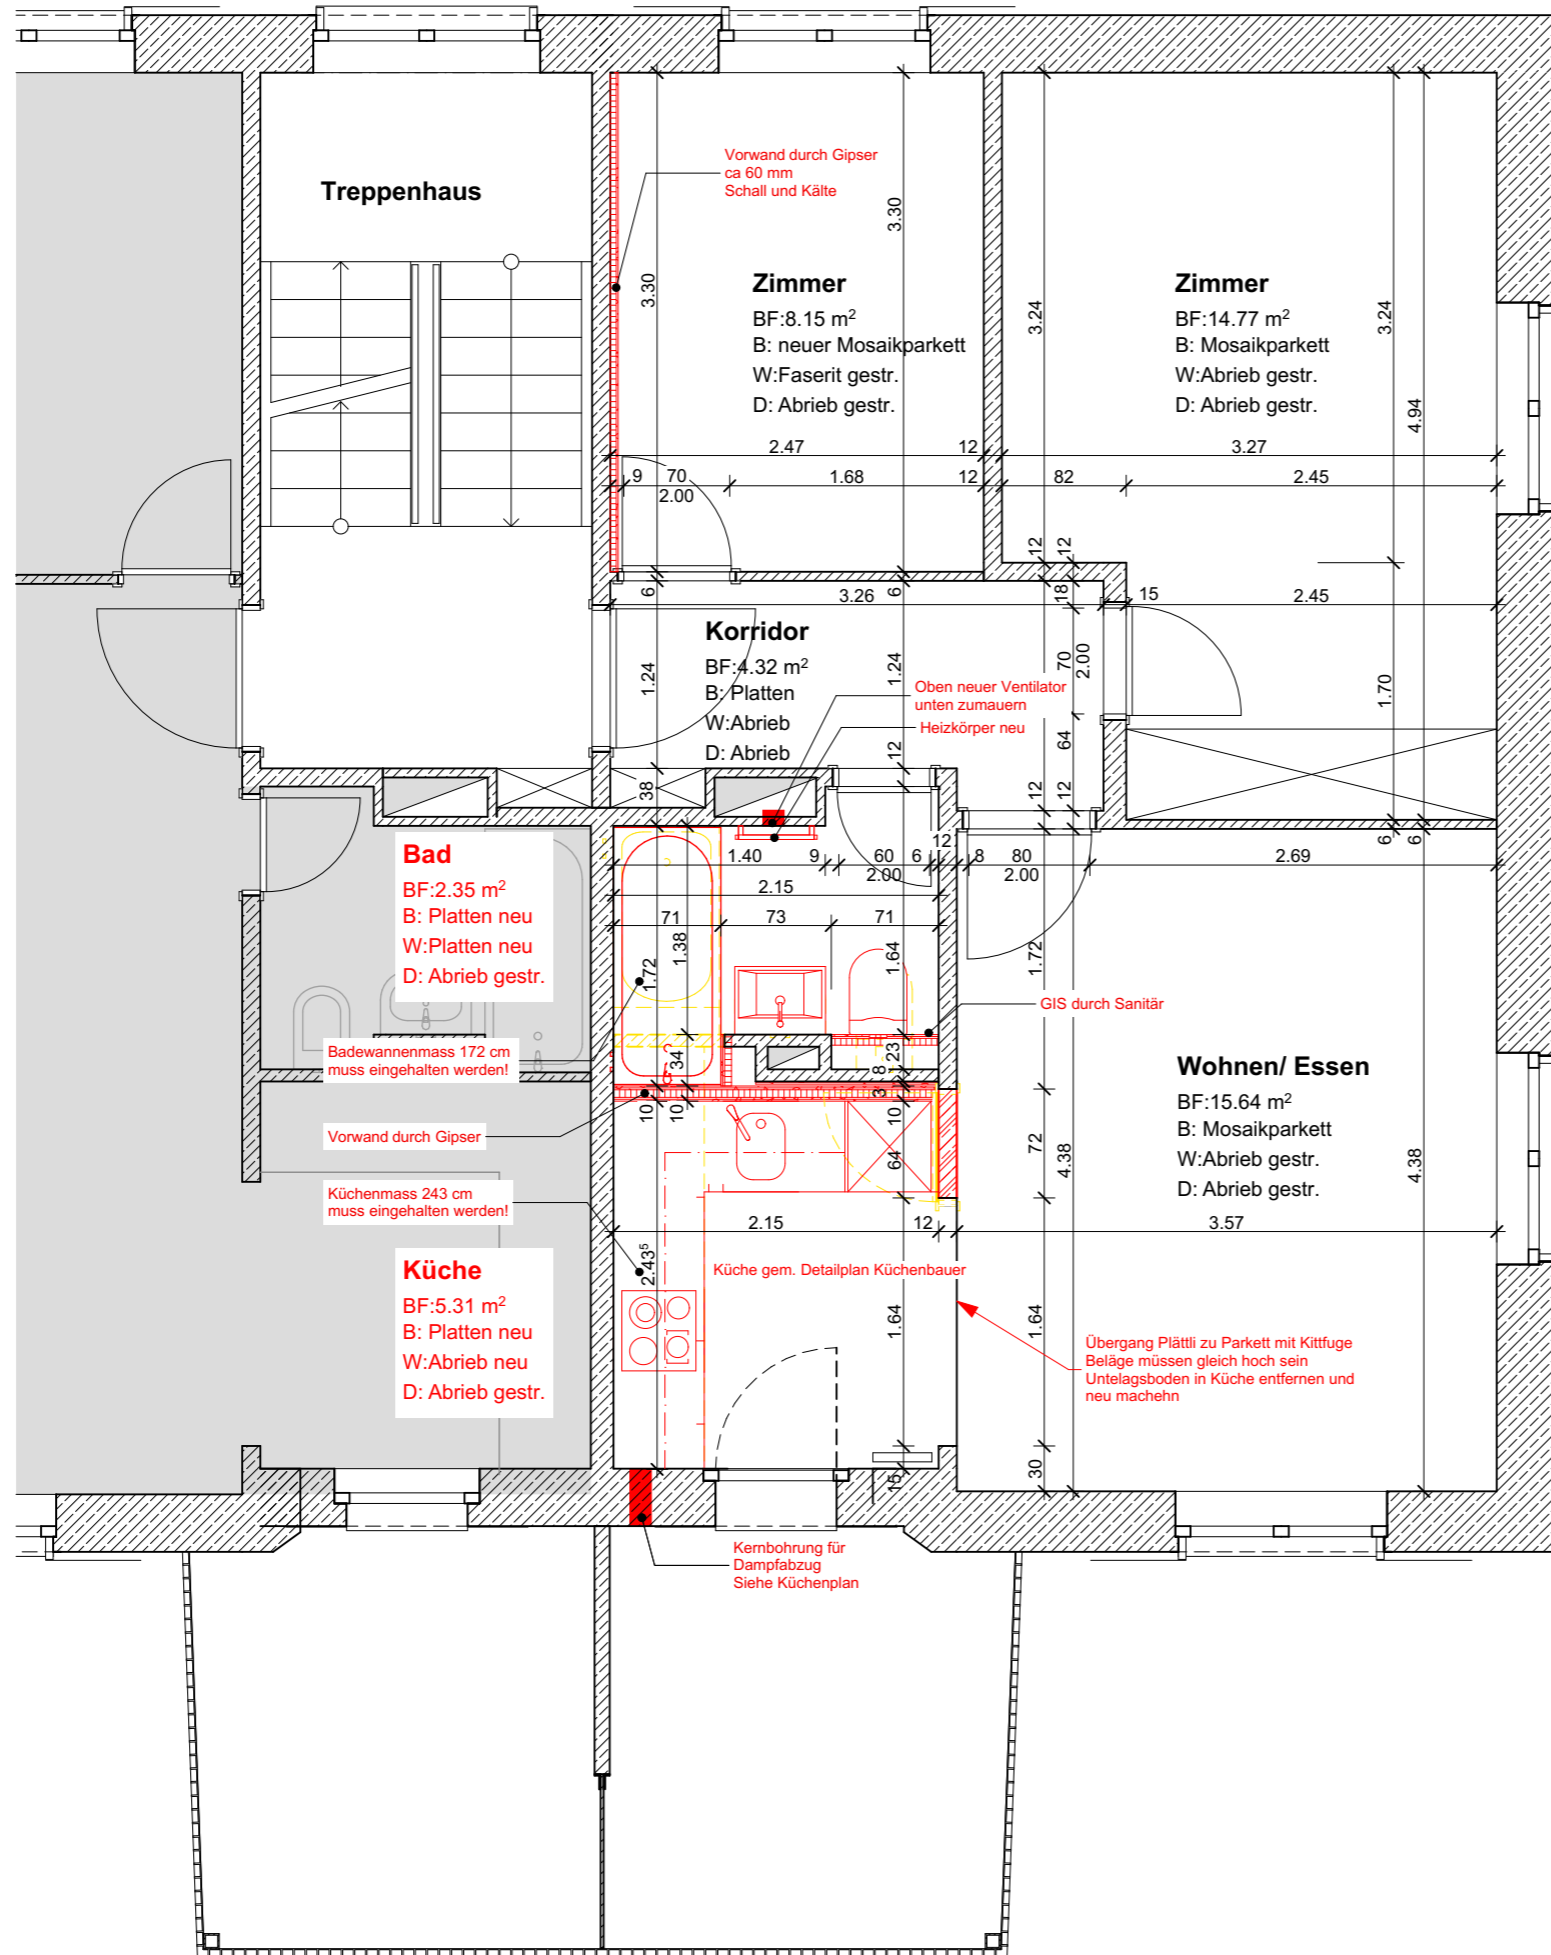 Treppenhaus
Vorwand durch Gipser
ca 60 mm
Schall und Kälte
3.30
3.30
Zimmer
BF:8.15 m²
B: neuer Mosaikparkett
W:Faserit gestr.
D: Abrieb gestr.
Zimmer
BF:14.77 m²
B: Mosaikparkett
W:Abrieb gestr.
D: Abrieb gestr.
3.24
3.24
4.94
2.47
12
3.27
9
70
2.00
1.68
12
82
2.45
12
12
6
3.26
6
18
15
2.45
Korridor
BF:4.32 m²
B: Platten
W:Abrieb
D: Abrieb
1.24
1.24
70
2.00
1.70
Oben neuer Ventilator
unten zumauern
Heizkörper neu
12
64
38
12
12
6
6
Bad
BF:2.35 m²
B: Platten neu
W:Platten neu
D: Abrieb gestr.
1.40
9
60
2.00
6
12
8
80
2.00
2.69
2.15
71
73
71
1.38
1.72
1.64
1.72
GIS durch Sanitär
Badewannenmass 172 cm
muss eingehalten werden!
34
23
8
3
Wohnen/ Essen
BF:15.64 m²
B: Mosaikparkett
W:Abrieb gestr.
D: Abrieb gestr.
Vorwand durch Gipser
10
10
10
64
72
4.38
4.38
Küchenmass 243 cm
muss eingehalten werden!
2.15
12
3.57
Küche
BF:5.31 m²
B: Platten neu
W:Abrieb neu
D: Abrieb gestr.
2.43⁵
Küche gem. Detailplan Küchenbauer
1.64
1.64
Übergang Plättli zu Parkett mit Kittfuge
Beläge müssen gleich hoch sein
Untelagsboden in Küche entfernen und
neu machehn
15
30
Kernbohrung für
Dampfabzug
Siehe Küchenplan